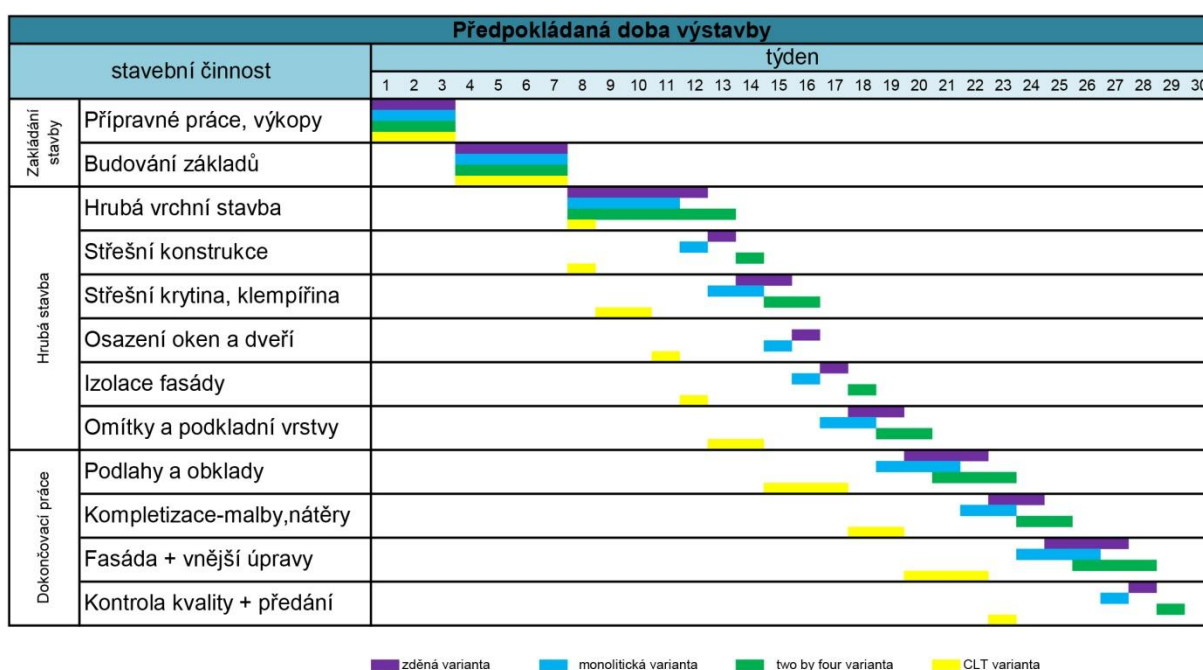 Předpokládaná doba výstavby
stavební činnost
týden
1 2 3 4 5 6 7 8 9 10 11 12 13 14 15 16 17 18 19 20 21 22 23 24 25 26 27 28 29 30
Zakládání stavby
Přípravné práce, výkopy
Budování základů
Hrubá stavba
Hrubá vrchní stavba
Střešní konstrukce
Střešní krytina, klempířina
Osazení oken a dveří
Izolace fasády
Omítky a podkladní vrstvy
Dokončovací práce
Podlahy a obklady
Kompletizace-malby,nátěry
Fasáda + vnější úpravy
Kontrola kvality + předání
zděná varianta monolitická varianta two by four varianta CLT varianta